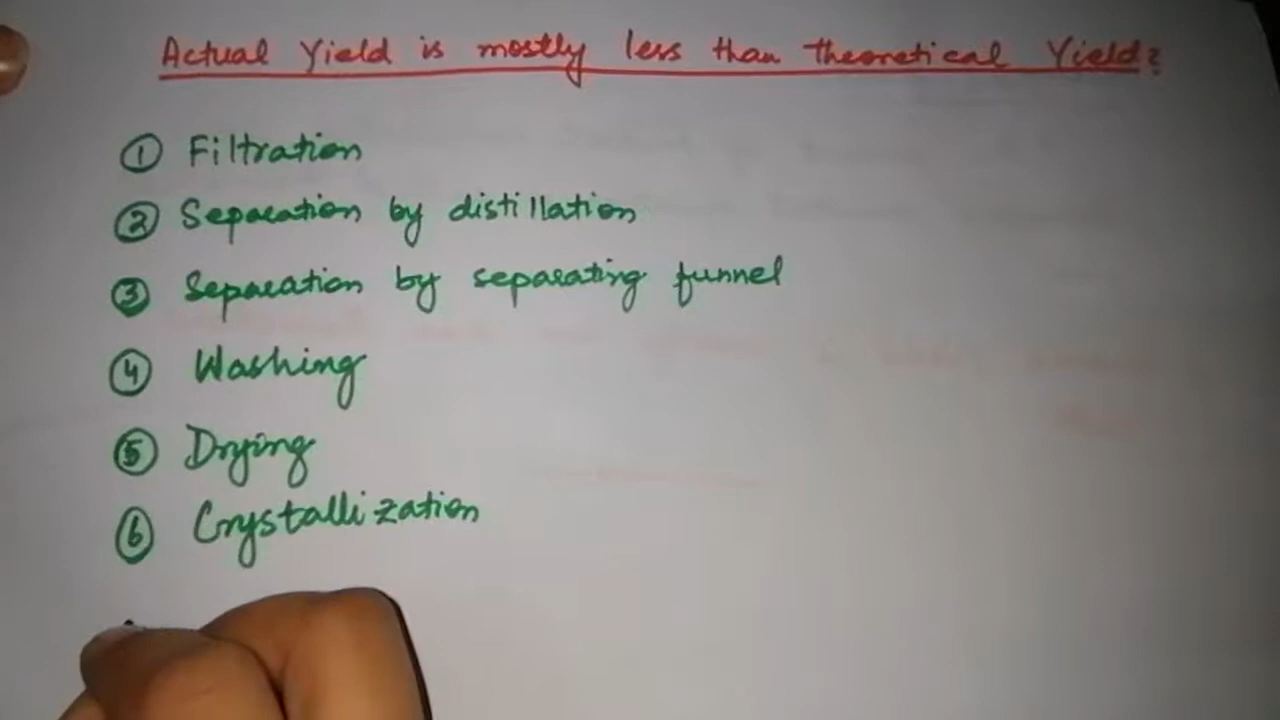 Actual Yield is mostly less than theoretical Yield?
① Filtration
② Separation by distillation
③ Separation by separating funnel
④ Washing
⑤ Drying
⑥ Crystallization